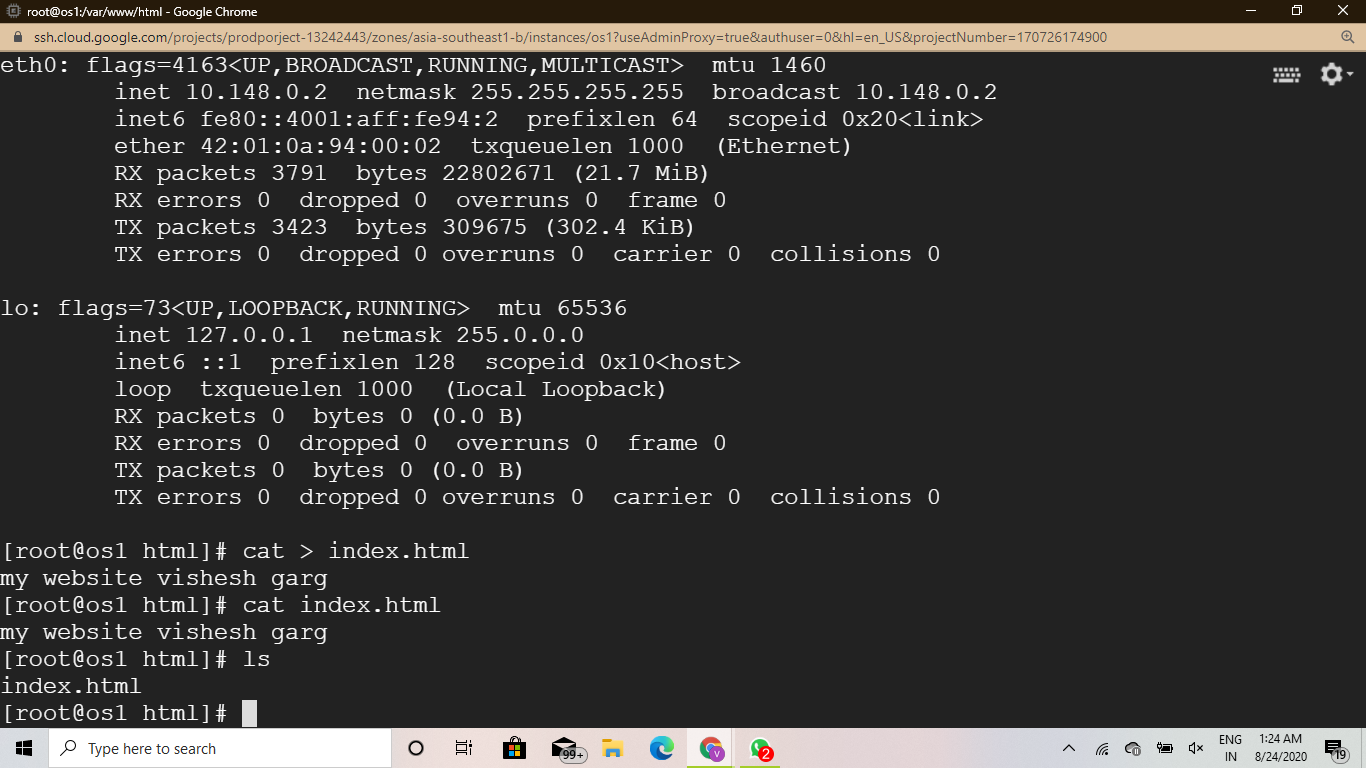 root@os1:/var/www/html - Google Chrome
ssh.cloud.google.com/projects/prodporject-13242443/zones/asia-southeast1-b/instances/os1?useAdminProxy=true&authuser=0&hl=en_US&projectNumber=170726174900
eth0: flags=4163<UP,BROADCAST,RUNNING,MULTICAST>  mtu 1460
        inet 10.148.0.2  netmask 255.255.255.255  broadcast 10.148.0.2
        inet6 fe80::4001:aff:fe94:2  prefixlen 64  scopeid 0x20<link>
        ether 42:01:0a:94:00:02  txqueuelen 1000  (Ethernet)
        RX packets 3791  bytes 22802671 (21.7 MiB)
        RX errors 0  dropped 0  overruns 0  frame 0
        TX packets 3423  bytes 309675 (302.4 KiB)
        TX errors 0  dropped 0 overruns 0  carrier 0  collisions 0
lo: flags=73<UP,LOOPBACK,RUNNING>  mtu 65536
        inet 127.0.0.1  netmask 255.0.0.0
        inet6 ::1  prefixlen 128  scopeid 0x10<host>
        loop  txqueuelen 1000  (Local Loopback)
        RX packets 0  bytes 0 (0.0 B)
        RX errors 0  dropped 0  overruns 0  frame 0
        TX packets 0  bytes 0 (0.0 B)
        TX errors 0  dropped 0 overruns 0  carrier 0  collisions 0
[root@os1 html]# cat > index.html
my website vishesh garg
[root@os1 html]# cat index.html
my website vishesh garg
[root@os1 html]# ls
index.html
[root@os1 html]#
Type here to search
99+
V
2
ENG
IN
1:24 AM
8/24/2020
19